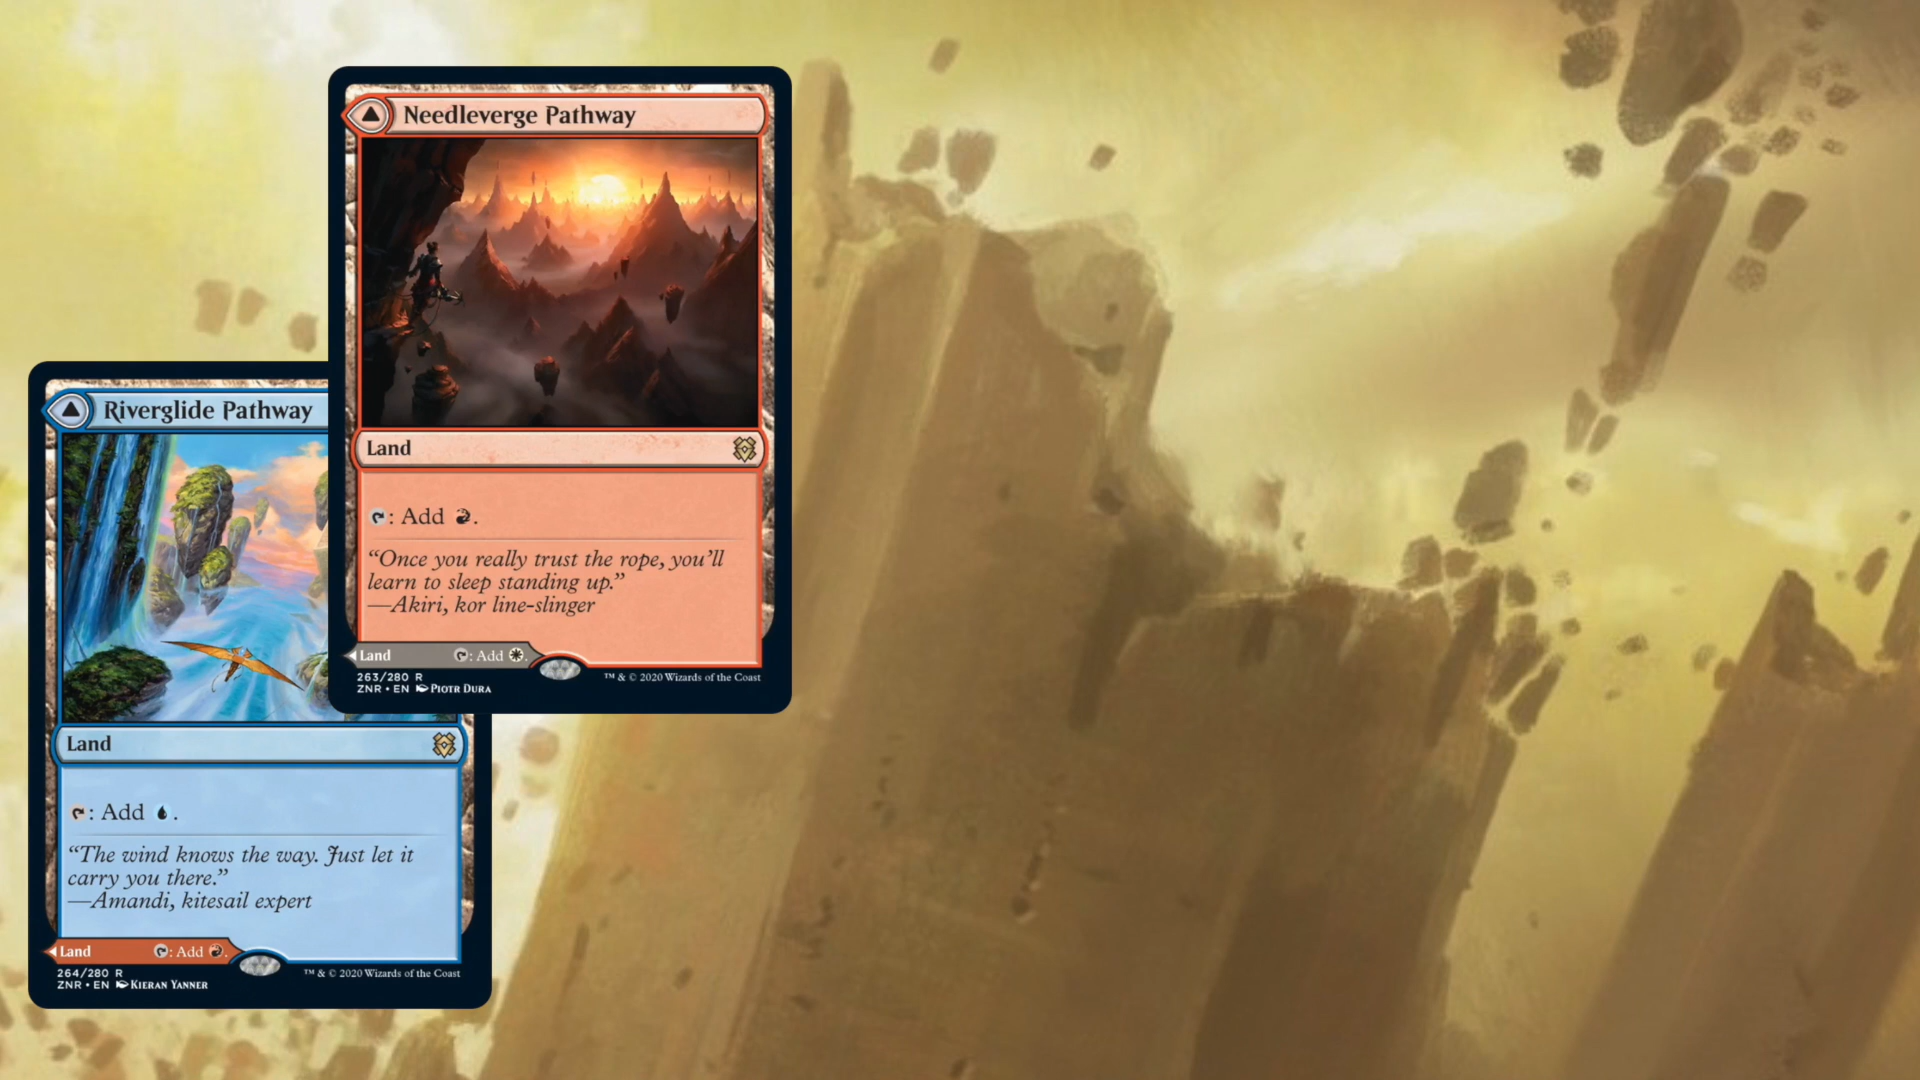 Needleverge Pathway
Land
: Add .
“Once you really trust the rope, you’ll
learn to sleep standing up.”
—Akiri, kor line-slinger
Land : Add .
263/280 R
ZNR • EN PIOTR DURA
™ & © 2020 Wizards of the Coast
Riverglide Pathway
Land
: Add .
“The wind knows the way. Just let it
carry you there.”
—Amandi, kitesail expert
Land : Add .
264/280 R
ZNR • EN KIERAN YANNER
™ & © 2020 Wizards of the Coast